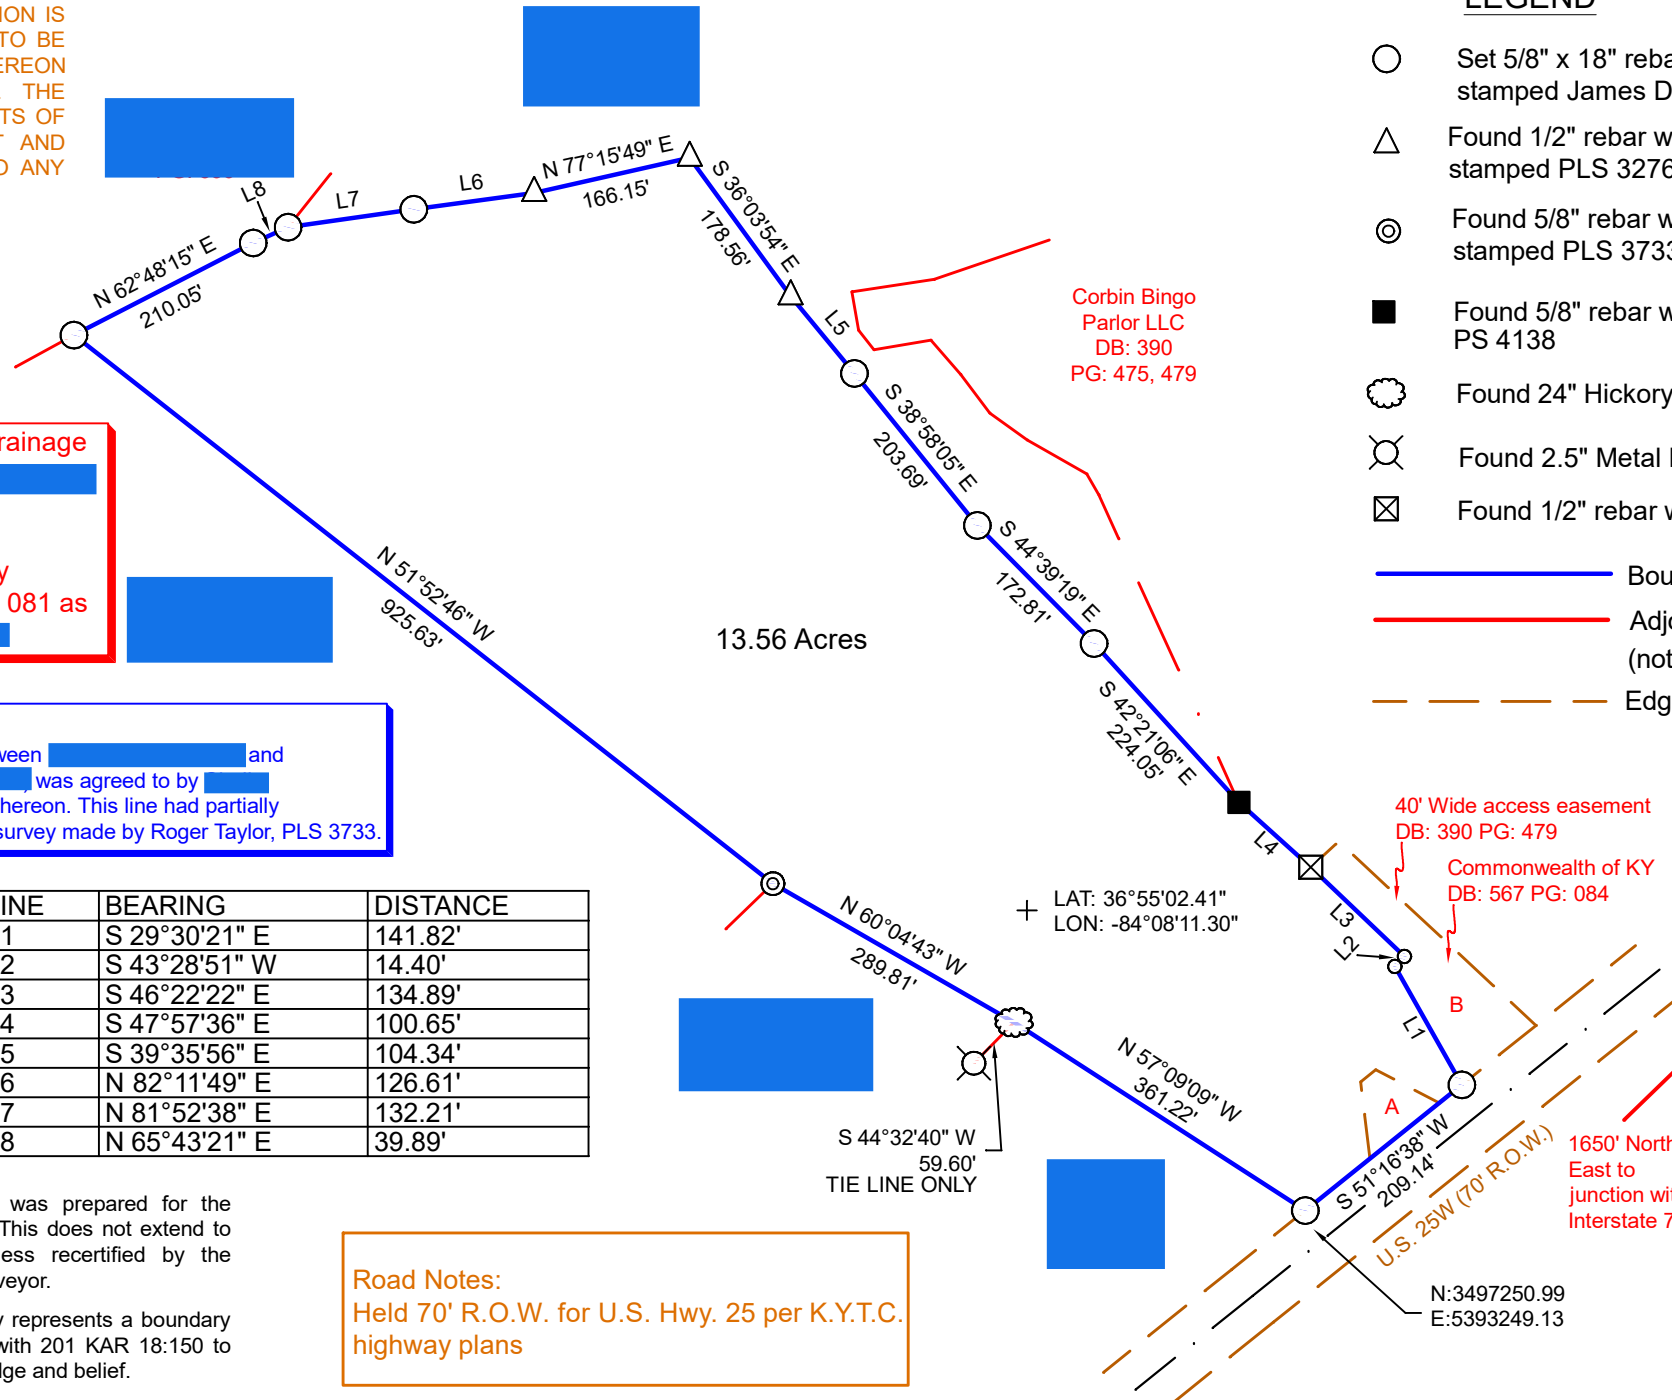 ION IS
TO BE
EREON
THE
TS OF
AND
ANY
LEGEND
Set 5/8" x 18" reba
stamped James D
Found 1/2" rebar w
stamped PLS 3276
Found 5/8" rebar w
stamped PLS 3733
Found 5/8" rebar w
PS 4138
Found 24" Hickory
Found 2.5" Metal
Found 1/2" rebar w
Bou
Adj
(not
Edg
N 62°48'15" E
210.05'
L8
L7
L6
N 77°15'49" E
166.15'
S 36°03'54" E
178.56'
L5
S 38°58'05" E
203.69'
S 44°39'19" E
172.81'
S 42°21'06" E
224.05'
L4
L3
L2
L1
Corbin Bingo
Parlor LLC
DB: 390
PG: 475, 479
40' Wide access easement
DB: 390 PG: 479
Commonwealth of KY
DB: 567 PG: 084
B
A
13.56 Acres
N 51°52'46" W
925.63'
LAT: 36°55'02.41"
LON: -84°08'11.30"
N 60°04'43" W
289.81'
N 57°09'09" W
361.22'
S 44°32'40" W
59.60'
TIE LINE ONLY
S 51°16'38" W
209.14'
U.S. 25W (70' R.O.W.)
1650' North
East to
junction wit
Interstate 7
N:3497250.99
E:5393249.13
rainage
y
081 as
ween and
, was agreed to by
hereon. This line had partially
survey made by Roger Taylor, PLS 3733.
INE BEARING DISTANCE
1 S 29°30'21" E 141.82'
2 S 43°28'51" W 14.40'
3 S 46°22'22" E 134.89'
4 S 47°57'36" E 100.65'
5 S 39°35'56" E 104.34'
6 N 82°11'49" E 126.61'
7 N 81°52'38" E 132.21'
8 N 65°43'21" E 39.89'
was prepared for the
This does not extend to
ess recertified by the
veyor.
y represents a boundary
with 201 KAR 18:150 to
dge and belief.
Road Notes:
Held 70' R.O.W. for U.S. Hwy. 25 per K.Y.T.C.
highway plans